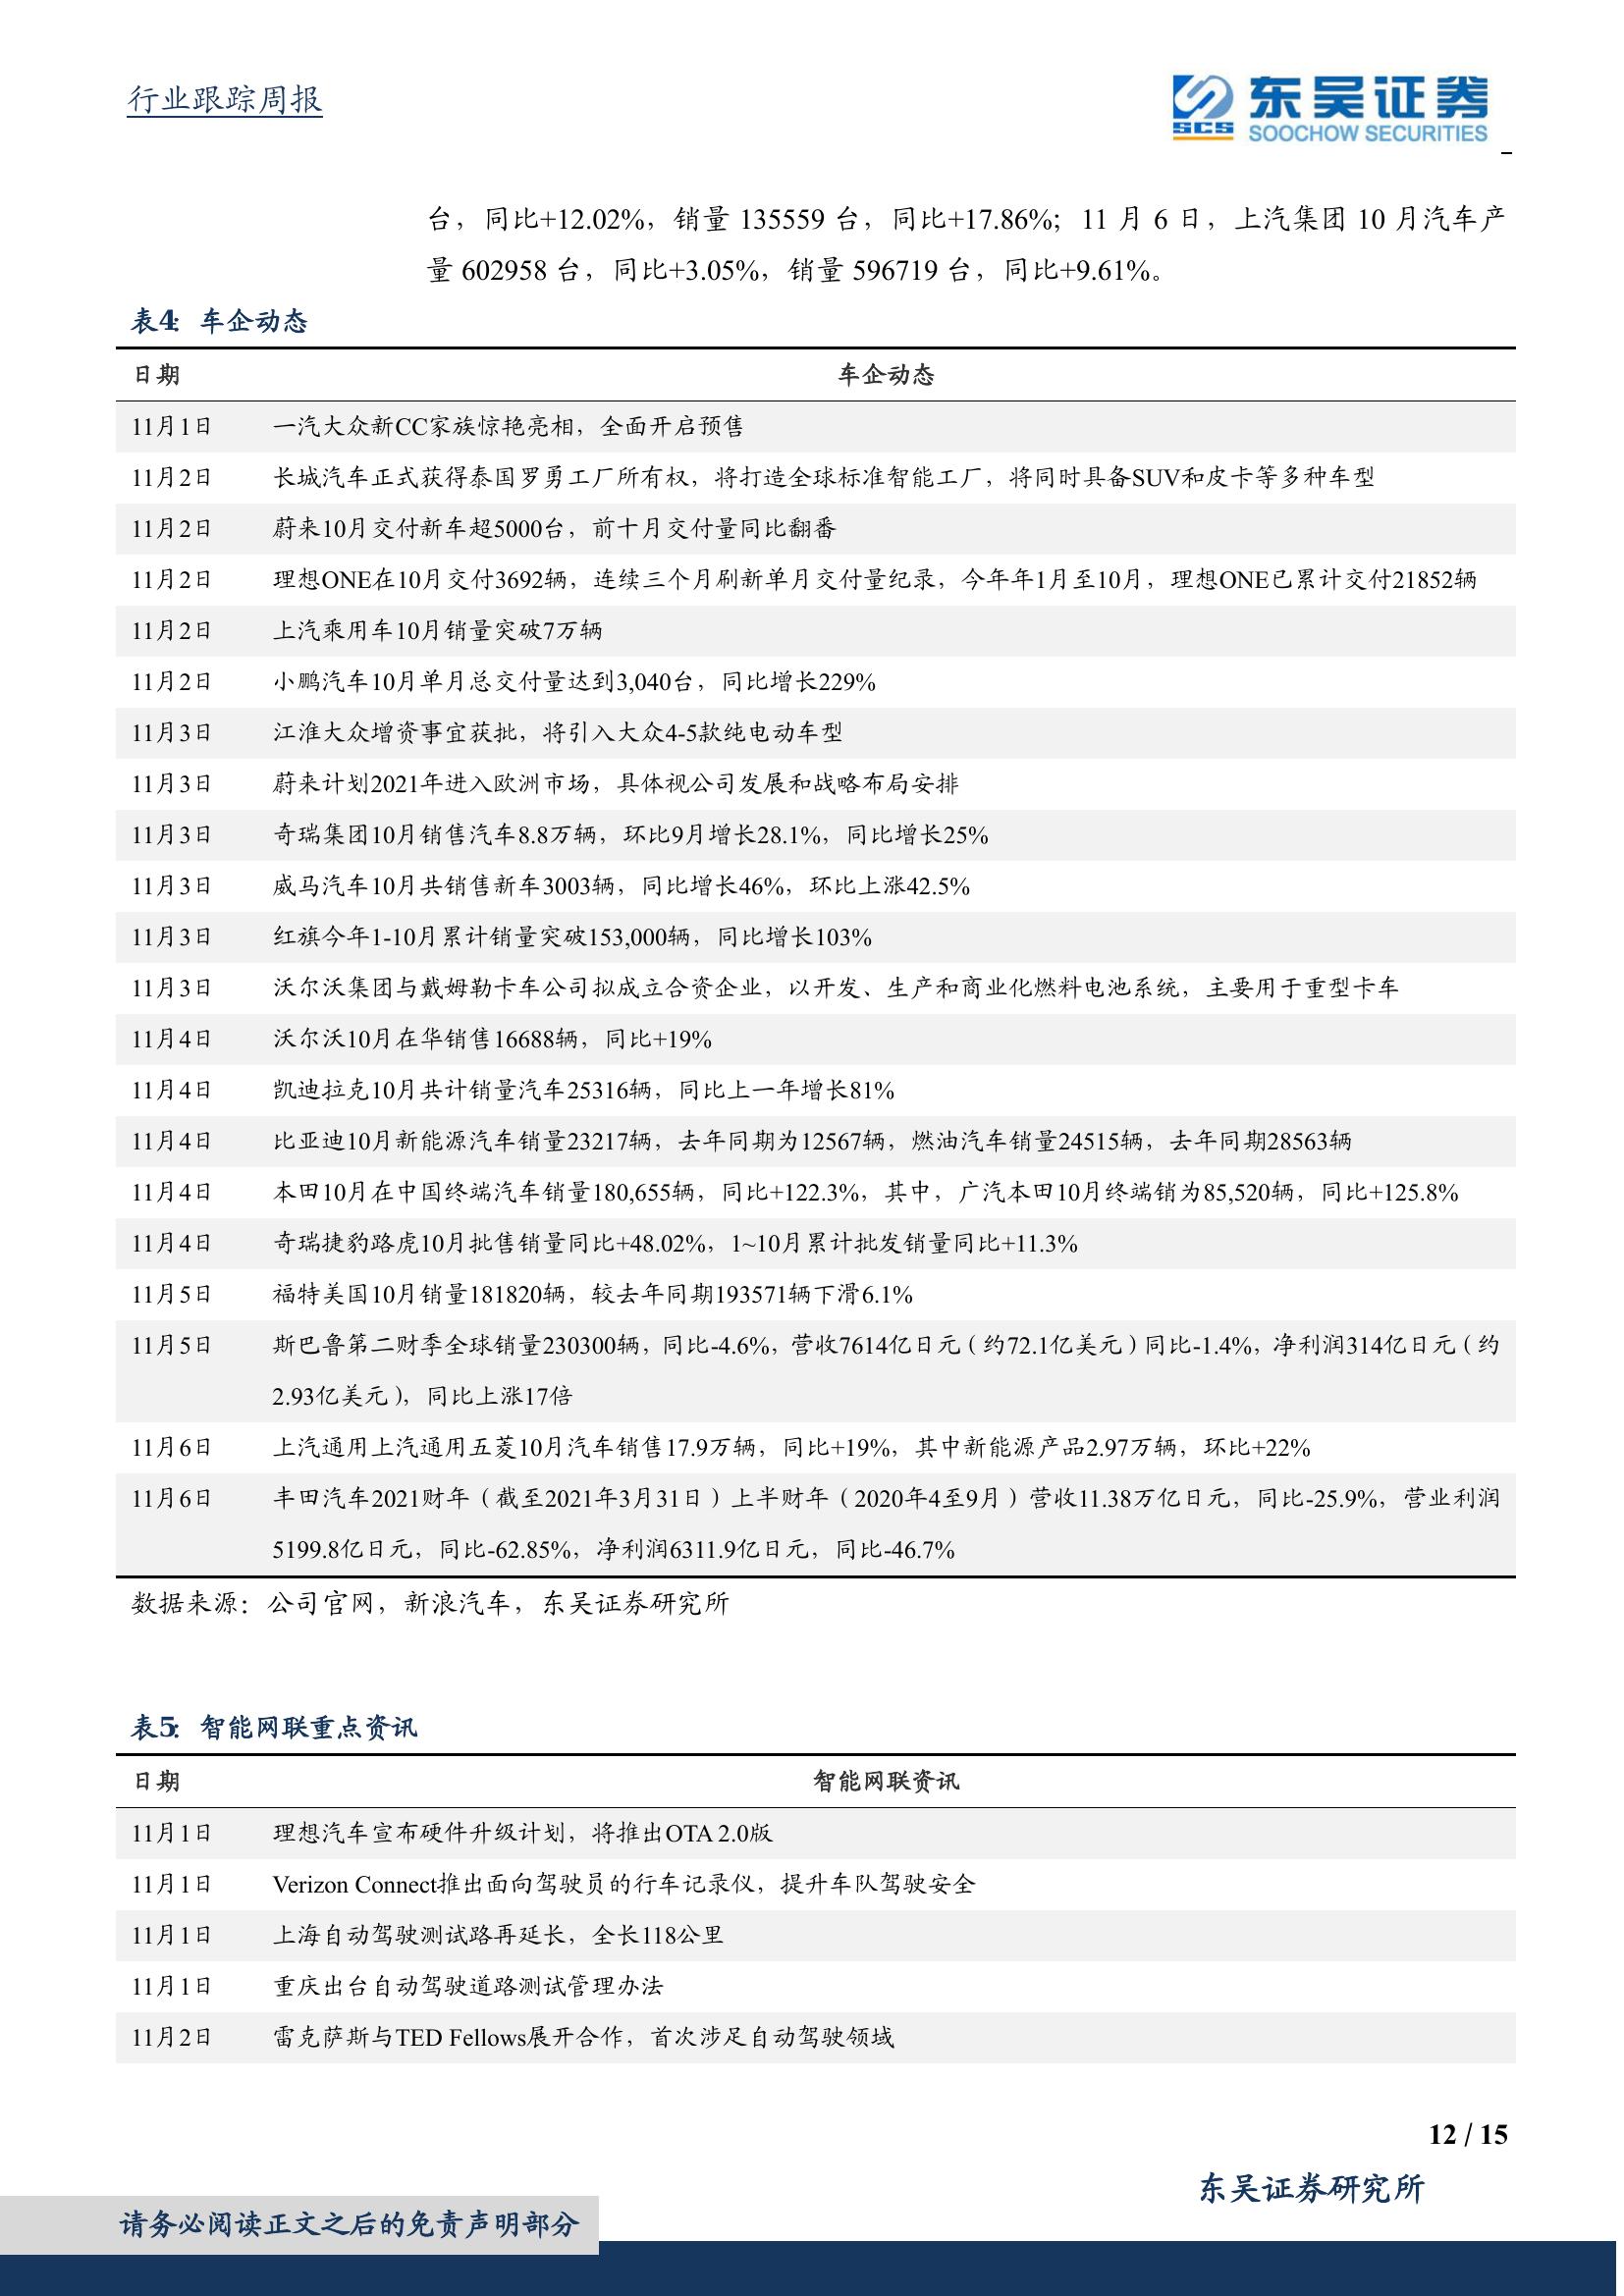 行业跟踪周报
SCS
东吴证券
SOOCHOW SECURITIES
台，同比+12.02%，销量 135559 台，同比+17.86%；11 月 6 日，上汽集团 10 月汽车产
量 602958 台，同比+3.05%，销量 596719 台，同比+9.61%。
表4: 车企动态
日期 车企动态
11月1日 一汽大众新CC家族惊艳亮相，全面开启预售
11月2日 长城汽车正式获得泰国罗勇工厂所有权，将打造全球标准智能工厂，将同时具备SUV和皮卡等多种车型
11月2日 蔚来10月交付新车超5000台，前十月交付量同比翻番
11月2日 理想ONE在10月交付3692辆，连续三个月刷新单月交付量纪录，今年年1月至10月，理想ONE已累计交付21852辆
11月2日 上汽乘用车10月销量突破7万辆
11月2日 小鹏汽车10月单月总交付量达到3,040台，同比增长229%
11月3日 江淮大众增资事宜获批，将引入大众4-5款纯电动车型
11月3日 蔚来计划2021年进入欧洲市场，具体视公司发展和战略布局安排
11月3日 奇瑞集团10月销售汽车8.8万辆，环比9月增长28.1%，同比增长25%
11月3日 威马汽车10月共销售新车3003辆，同比增长46%，环比上涨42.5%
11月3日 红旗今年1-10月累计销量突破153,000辆，同比增长103%
11月3日 沃尔沃集团与戴姆勒卡车公司拟成立合资企业，以开发、生产和商业化燃料电池系统，主要用于重型卡车
11月4日 沃尔沃10月在华销售16688辆，同比+19%
11月4日 凯迪拉克10月共计销量汽车25316辆，同比上一年增长81%
11月4日 比亚迪10月新能源汽车销量23217辆，去年同期为12567辆，燃油汽车销量24515辆，去年同期28563辆
11月4日 本田10月在中国终端汽车销量180,655辆，同比+122.3%，其中，广汽本田10月终端销为85,520辆，同比+125.8%
11月4日 奇瑞捷豹路虎10月批售销量同比+48.02%，1~10月累计批发销量同比+11.3%
11月5日 福特美国10月销量181820辆，较去年同期193571辆下滑6.1%
11月5日 斯巴鲁第二财季全球销量230300辆，同比-4.6%，营收7614亿日元（约72.1亿美元）同比-1.4%，净利润314亿日元（约
2.93亿美元），同比上涨17倍
11月6日 上汽通用上汽通用五菱10月汽车销售17.9万辆，同比+19%，其中新能源产品2.97万辆，环比+22%
11月6日 丰田汽车2021财年（截至2021年3月31日）上半财年（2020年4至9月）营收11.38万亿日元，同比-25.9%，营业利润
5199.8亿日元，同比-62.85%，净利润6311.9亿日元，同比-46.7%
数据来源：公司官网，新浪汽车，东吴证券研究所
表5: 智能网联重点资讯
日期 智能网联资讯
11月1日 理想汽车宣布硬件升级计划，将推出OTA 2.0版
11月1日 Verizon Connect推出面向驾驶员的行车记录仪，提升车队驾驶安全
11月1日 上海自动驾驶测试路再延长，全长118公里
11月1日 重庆出台自动驾驶道路测试管理办法
11月2日 雷克萨斯与TED Fellows展开合作，首次涉足自动驾驶领域
12 / 15
东吴证券研究所
请务必阅读正文之后的免责声明部分